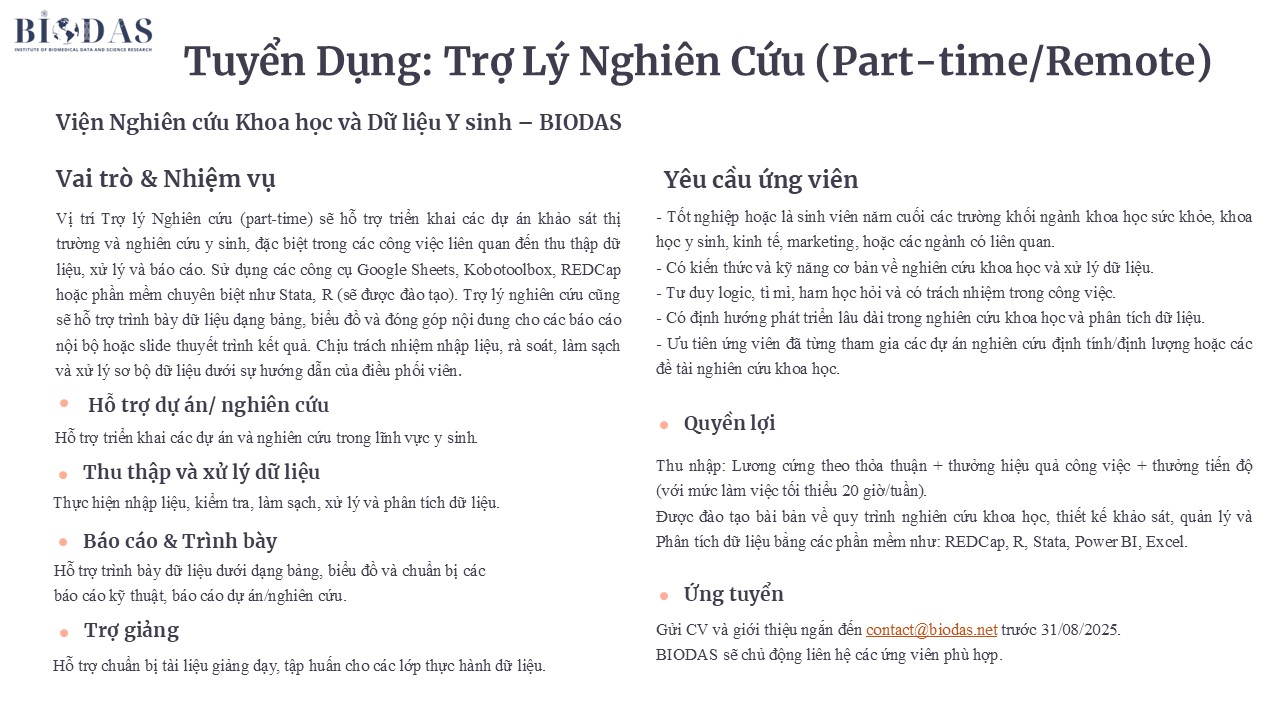 BIODAS
INSTITUTE OF BIOMEDICAL DATA AND SCIENCE RESEARCH
Tuyển Dụng: Trợ Lý Nghiên Cứu (Part-time/Remote)
Viện Nghiên cứu Khoa học và Dữ liệu Y sinh – BIODAS
Vai trò & Nhiệm vụ
Vị trí Trợ lý Nghiên cứu (part-time) sẽ hỗ trợ triển khai các dự án khảo sát thị
trường và nghiên cứu y sinh, đặc biệt trong các công việc liên quan đến thu thập dữ
liệu, xử lý và báo cáo. Sử dụng các công cụ Google Sheets, Kobotoolbox, REDCap
hoặc phần mềm chuyên biệt như Stata, R (sẽ được đào tạo). Trợ lý nghiên cứu cũng
sẽ hỗ trợ trình bày dữ liệu dạng bảng, biểu đồ và đóng góp nội dung cho các báo cáo
nội bộ hoặc slide thuyết trình kết quả. Chịu trách nhiệm nhập liệu, rà soát, làm sạch
và xử lý sơ bộ dữ liệu dưới sự hướng dẫn của điều phối viên.
• Hỗ trợ dự án/ nghiên cứu
Hỗ trợ triển khai các dự án và nghiên cứu trong lĩnh vực y sinh.
• Thu thập và xử lý dữ liệu
Thực hiện nhập liệu, kiểm tra, làm sạch, xử lý và phân tích dữ liệu.
• Báo cáo & Trình bày
Hỗ trợ trình bày dữ liệu dưới dạng bảng, biểu đồ và chuẩn bị các
báo cáo kỹ thuật, báo cáo dự án/nghiên cứu.
• Trợ giảng
Hỗ trợ chuẩn bị tài liệu giảng dạy, tập huấn cho các lớp thực hành dữ liệu.
Yêu cầu ứng viên
- Tốt nghiệp hoặc là sinh viên năm cuối các trường khối ngành khoa học sức khỏe, khoa
học y sinh, kinh tế, marketing, hoặc các ngành có liên quan.
- Có kiến thức và kỹ năng cơ bản về nghiên cứu khoa học và xử lý dữ liệu.
- Tư duy logic, tỉ mỉ, ham học hỏi và có trách nhiệm trong công việc.
- Có định hướng phát triển lâu dài trong nghiên cứu khoa học và phân tích dữ liệu.
- Ưu tiên ứng viên đã từng tham gia các dự án nghiên cứu định tính/định lượng hoặc các
đề tài nghiên cứu khoa học.
• Quyền lợi
Thu nhập: Lương cứng theo thỏa thuận + thưởng hiệu quả công việc + thưởng tiến độ
(với mức làm việc tối thiểu 20 giờ/tuần).
Được đào tạo bài bản về quy trình nghiên cứu khoa học, thiết kế khảo sát, quản lý và
Phân tích dữ liệu bằng các phần mềm như: REDCap, R, Stata, Power BI, Excel.
• Ứng tuyển
Gửi CV và giới thiệu ngắn đến contact@biodas.net trước 31/08/2025.
BIODAS sẽ chủ động liên hệ các ứng viên phù hợp.